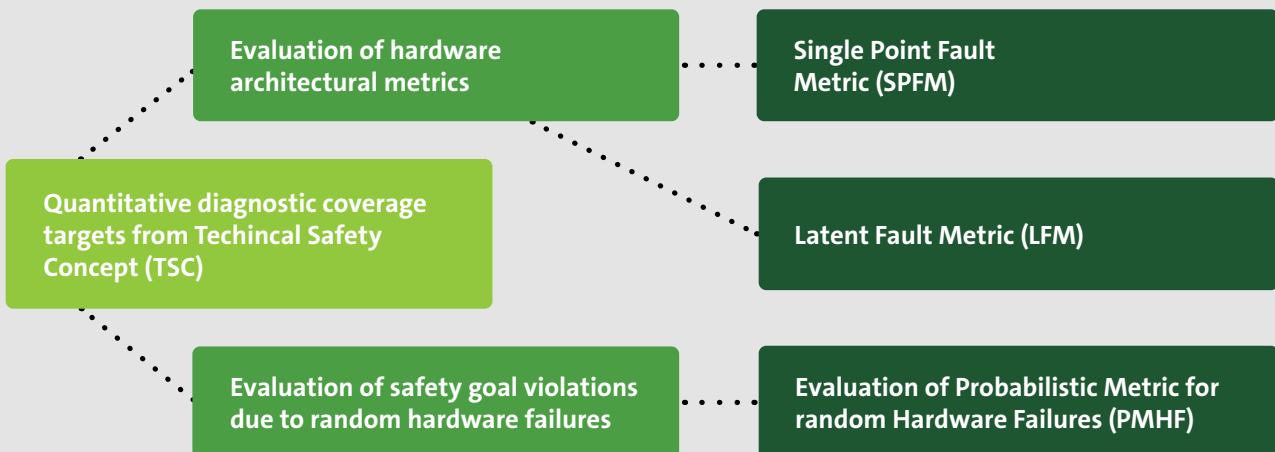 Evaluation of hardware
architectural metrics
Single Point Fault
Metric (SPFM)
Quantitative diagnostic coverage
targets from Techincal Safety
Concept (TSC)
Latent Fault Metric (LFM)
Evaluation of safety goal violations
due to random hardware failures
Evaluation of Probabilistic Metric for
random Hardware Failures (PMHF)